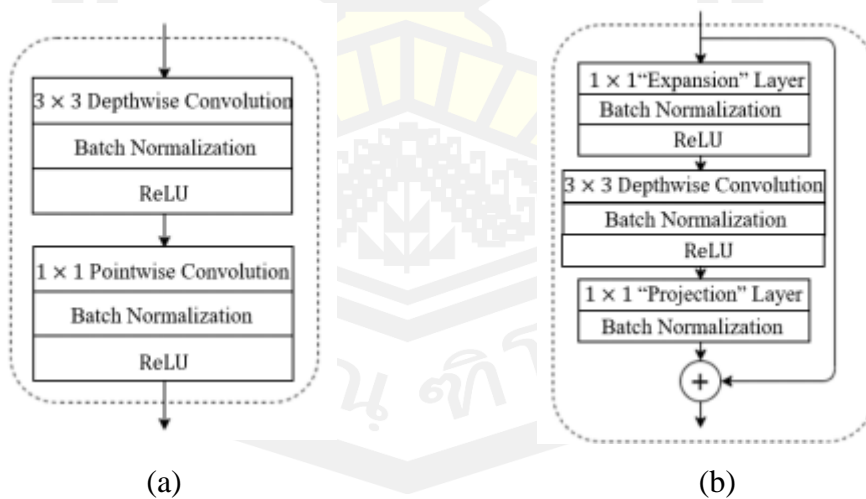 3 × 3 Depthwise Convolution
Batch Normalization
ReLU
1 × 1 Pointwise Convolution
Batch Normalization
ReLU
(a)
1 × 1“Expansion” Layer
Batch Normalization
ReLU
3 × 3 Depthwise Convolution
Batch Normalization
ReLU
1 × 1 “Projection” Layer
Batch Normalization
+
(b)